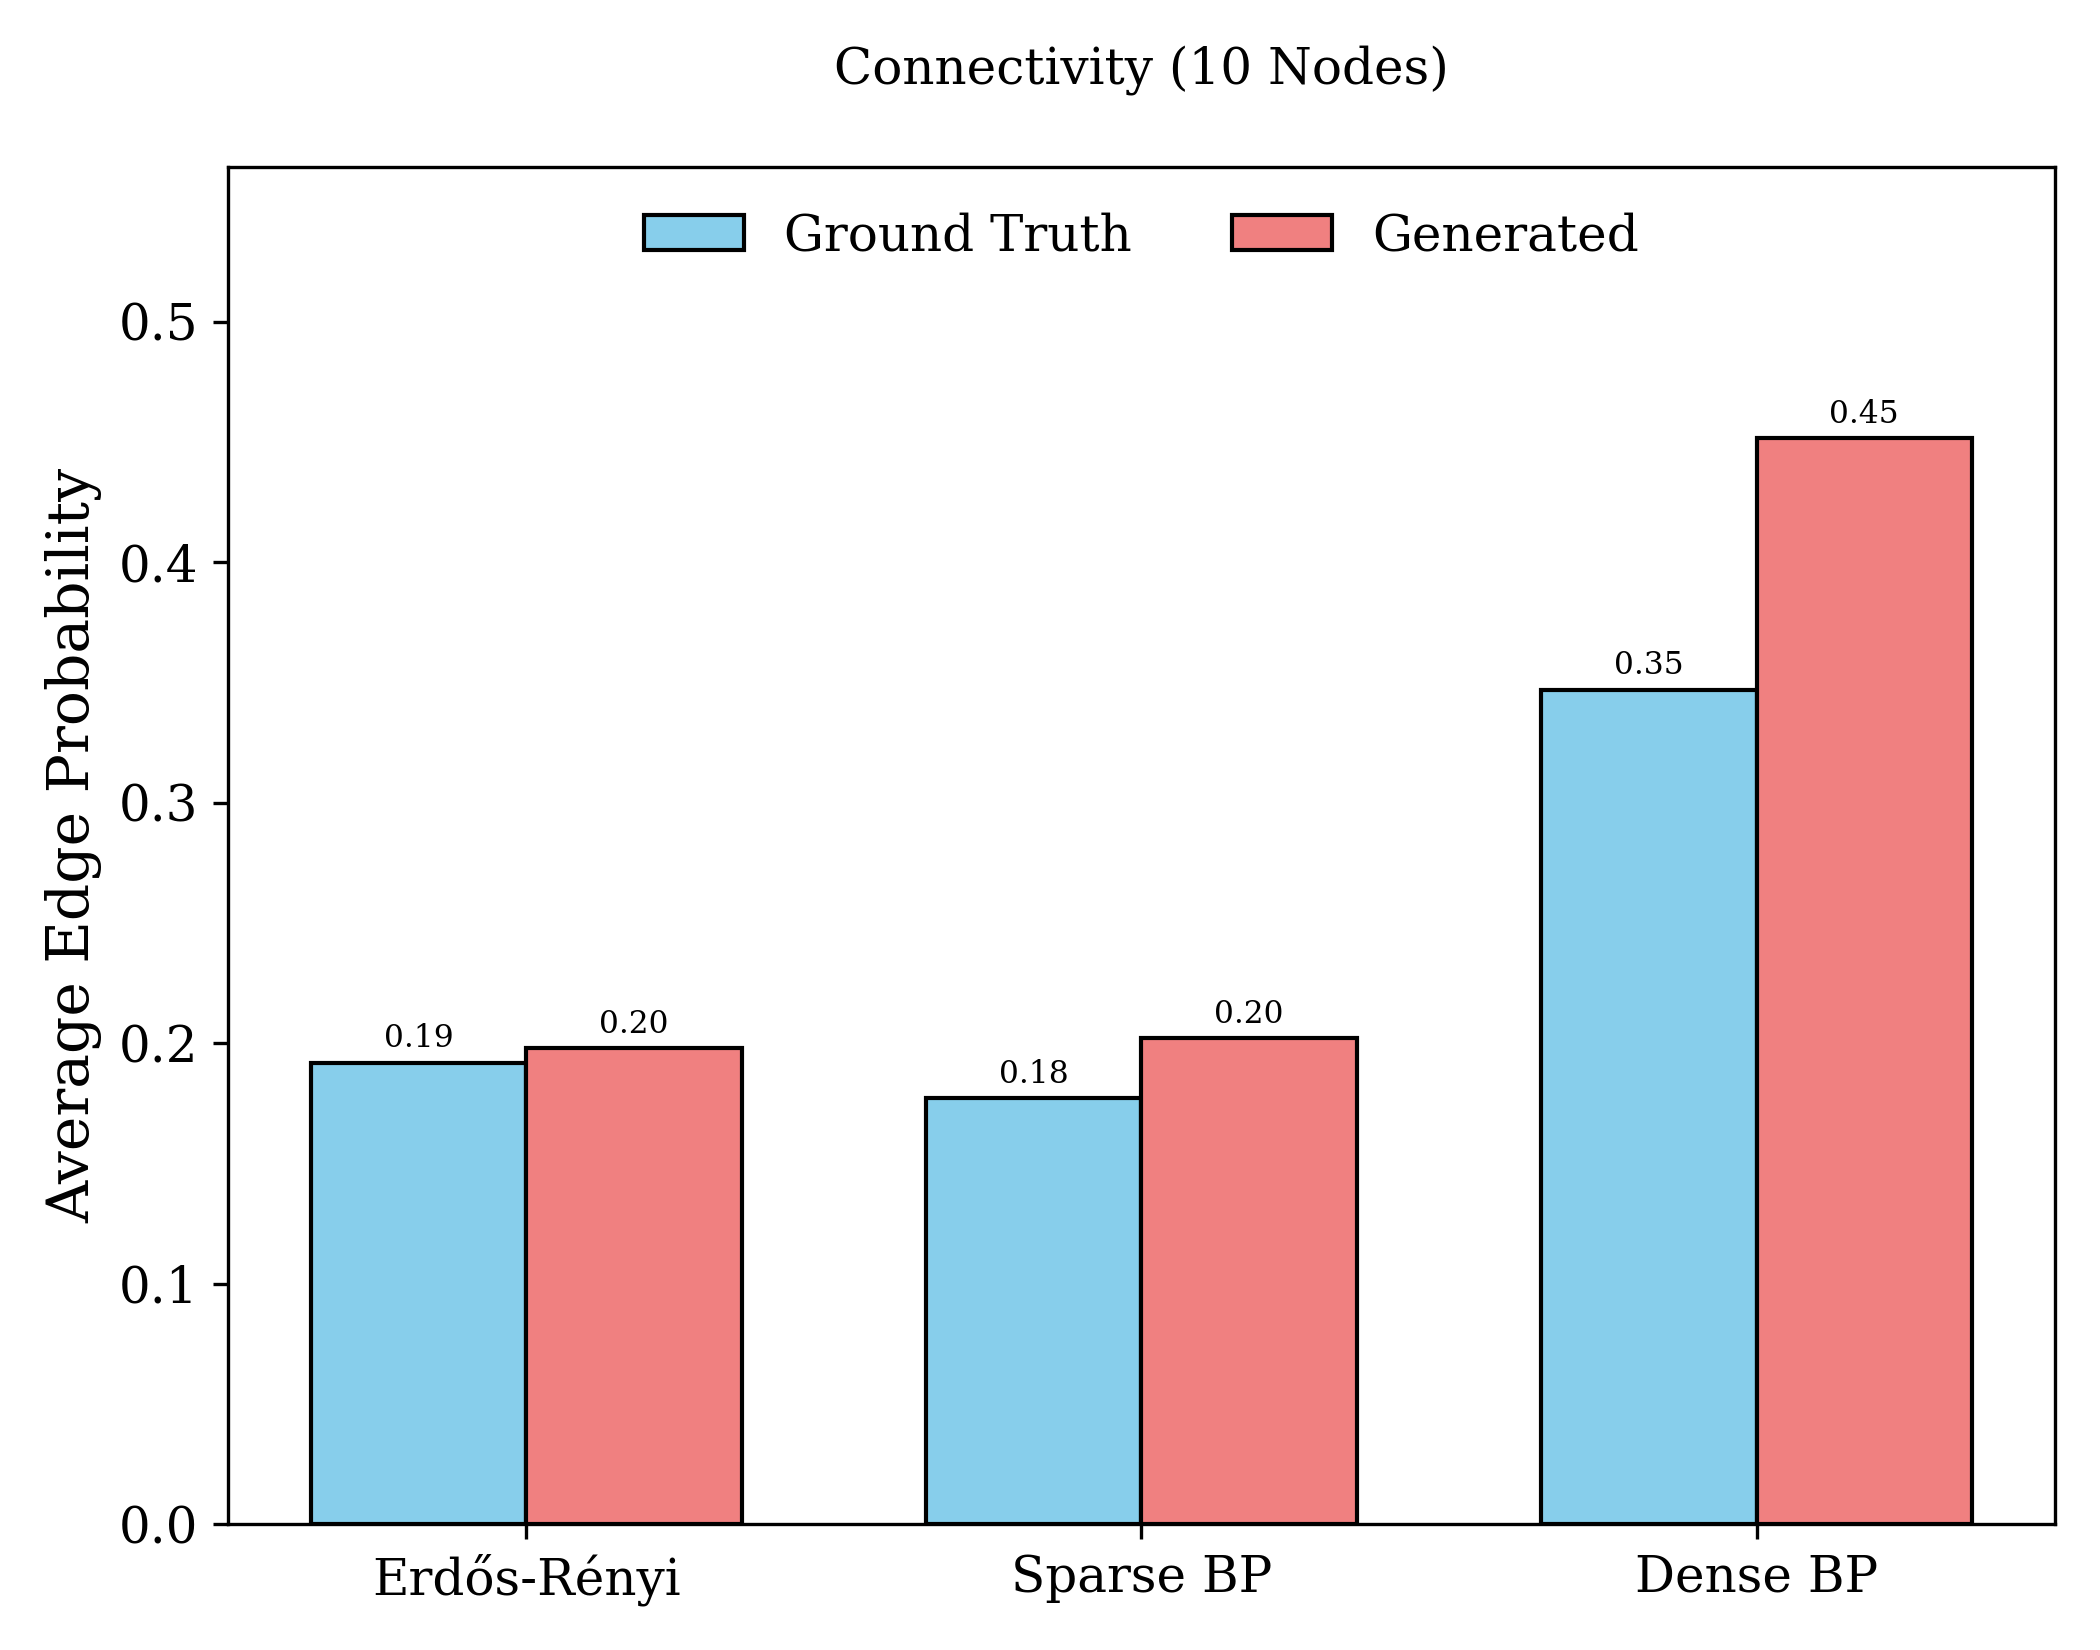 Connectivity (10 Nodes)
Ground Truth
Generated
Average Edge Probability
0.5
0.4
0.3
0.2
0.1
0.0
0.19
0.20
0.18
0.20
0.35
0.45
Erdős-Rényi
Sparse BP
Dense BP